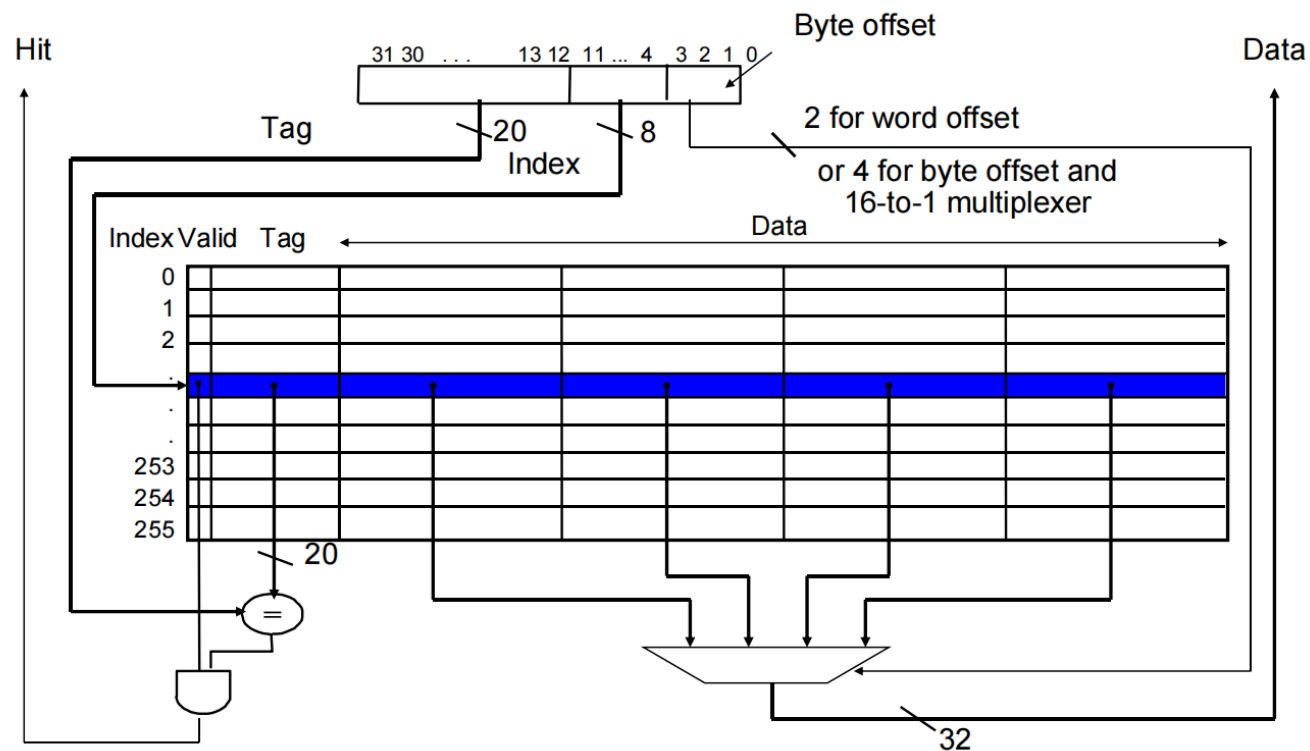 Hit
Byte offset
Data
31 30 . . . 13 12 11 ... 4 3 2 1 0
Tag
20
8
2 for word offset
Index
or 4 for byte offset and
16-to-1 multiplexer
Index Valid Tag
Data
0
1
2
.
.
.
253
254
255
20
=
32